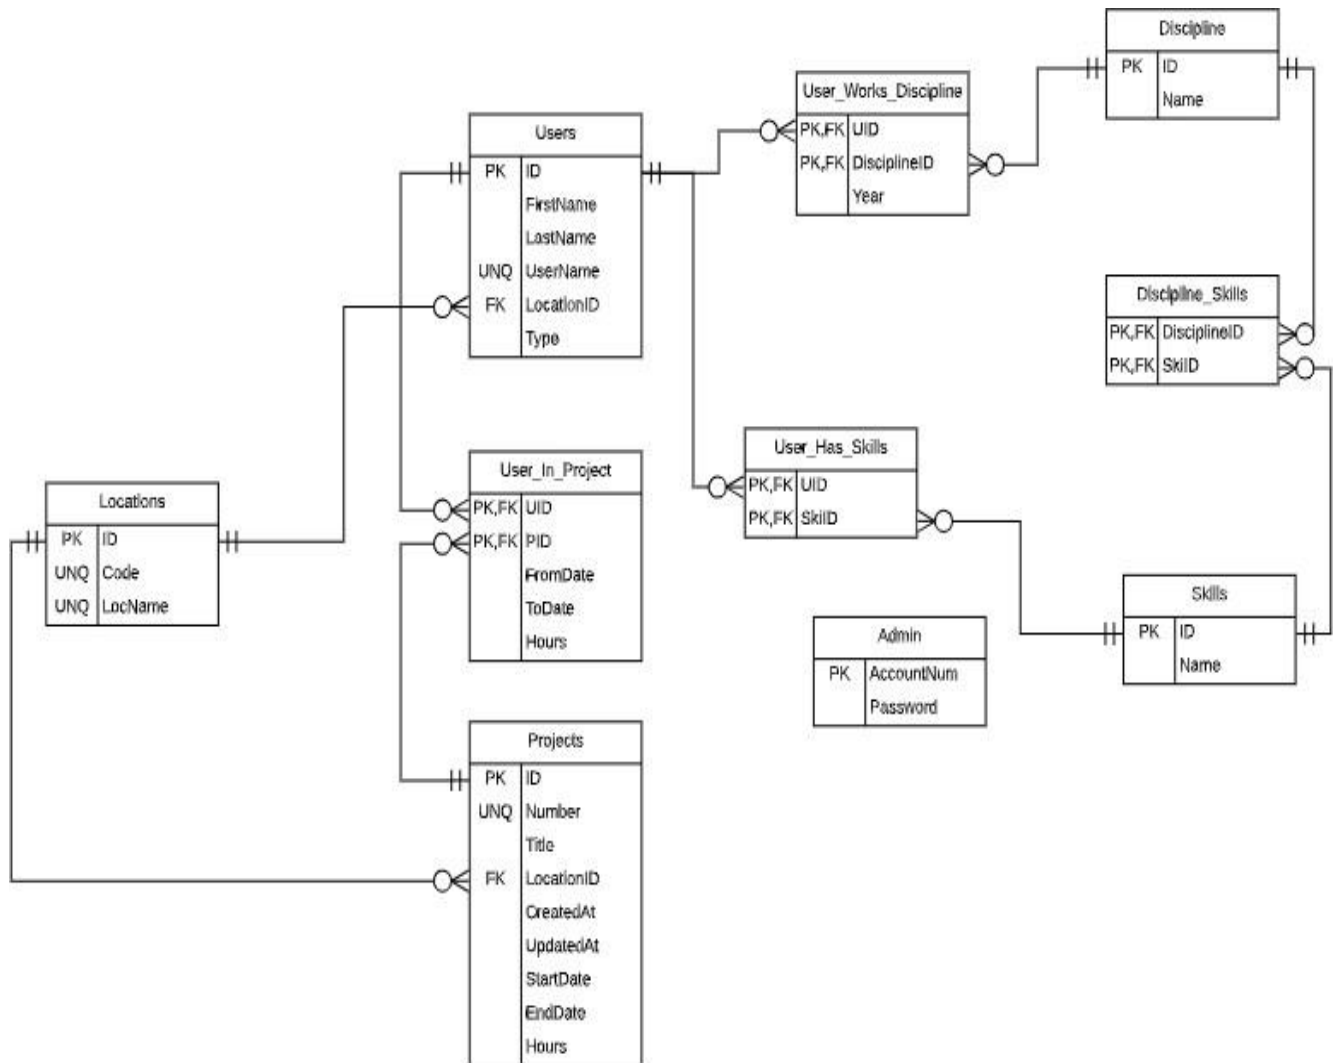 Discipline
PK ID
Name
User_Works_Discipline
PK,FK UID
PK,FK DisciplineID
Year
Users
PK ID
FirstName
LastName
UNQ UserName
FK LocationID
Type
Discipline_Skills
PK,FK DisciplineID
PK,FK SkilID
User_Has_Skills
PK,FK UID
PK,FK SkilID
User_In_Project
PK,FK UID
PK,FK PID
FromDate
ToDate
Hours
Locations
PK ID
UNQ Code
UNQ LocName
Skills
PK ID
Name
Admin
PK AccountNum
Password
Projects
PK ID
UNQ Number
Title
FK LocationID
CreatedAt
UpdatedAt
StartDate
EndDate
Hours